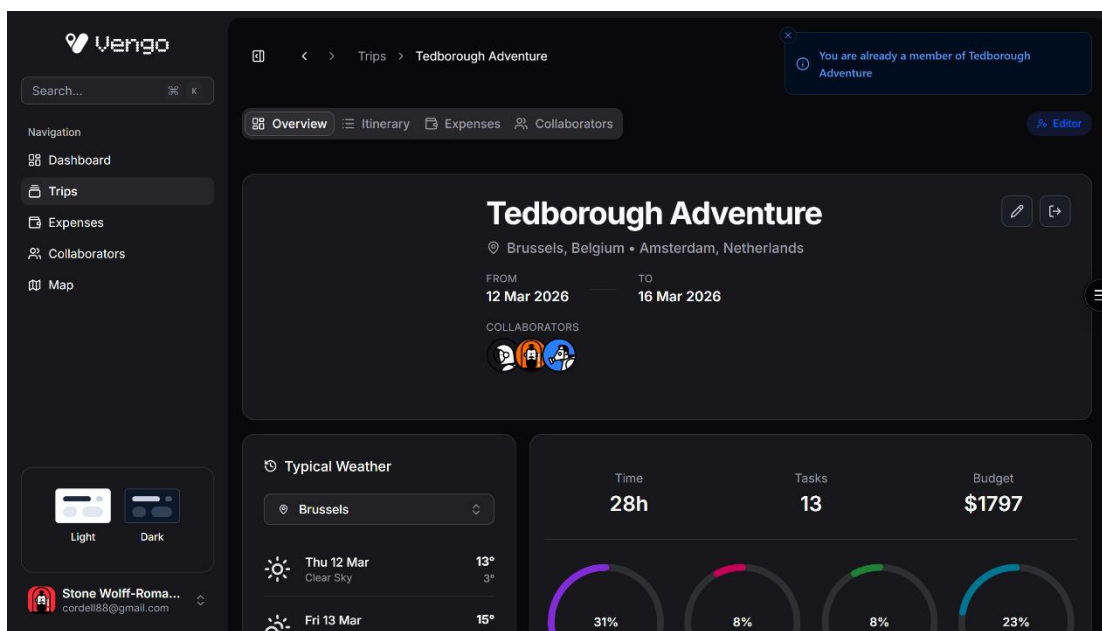 Vengo
Search... ⌘ K
Navigation
Dashboard
Trips
Expenses
Collaborators
Map
Light Dark
Stone Wolff-Roma...
cordell88@gmail.com
Trips > Tedborough Adventure
You are already a member of Tedborough
Adventure
Overview Itinerary Expenses Collaborators
Editor
Tedborough Adventure
Brussels, Belgium • Amsterdam, Netherlands
FROM TO
12 Mar 2026 16 Mar 2026
COLLABORATORS
Typical Weather
Brussels
Thu 12 Mar 13°
Clear Sky 3°
Fri 13 Mar 15°
Time Tasks Budget
28h 13 $1797
31% 8% 8% 23%